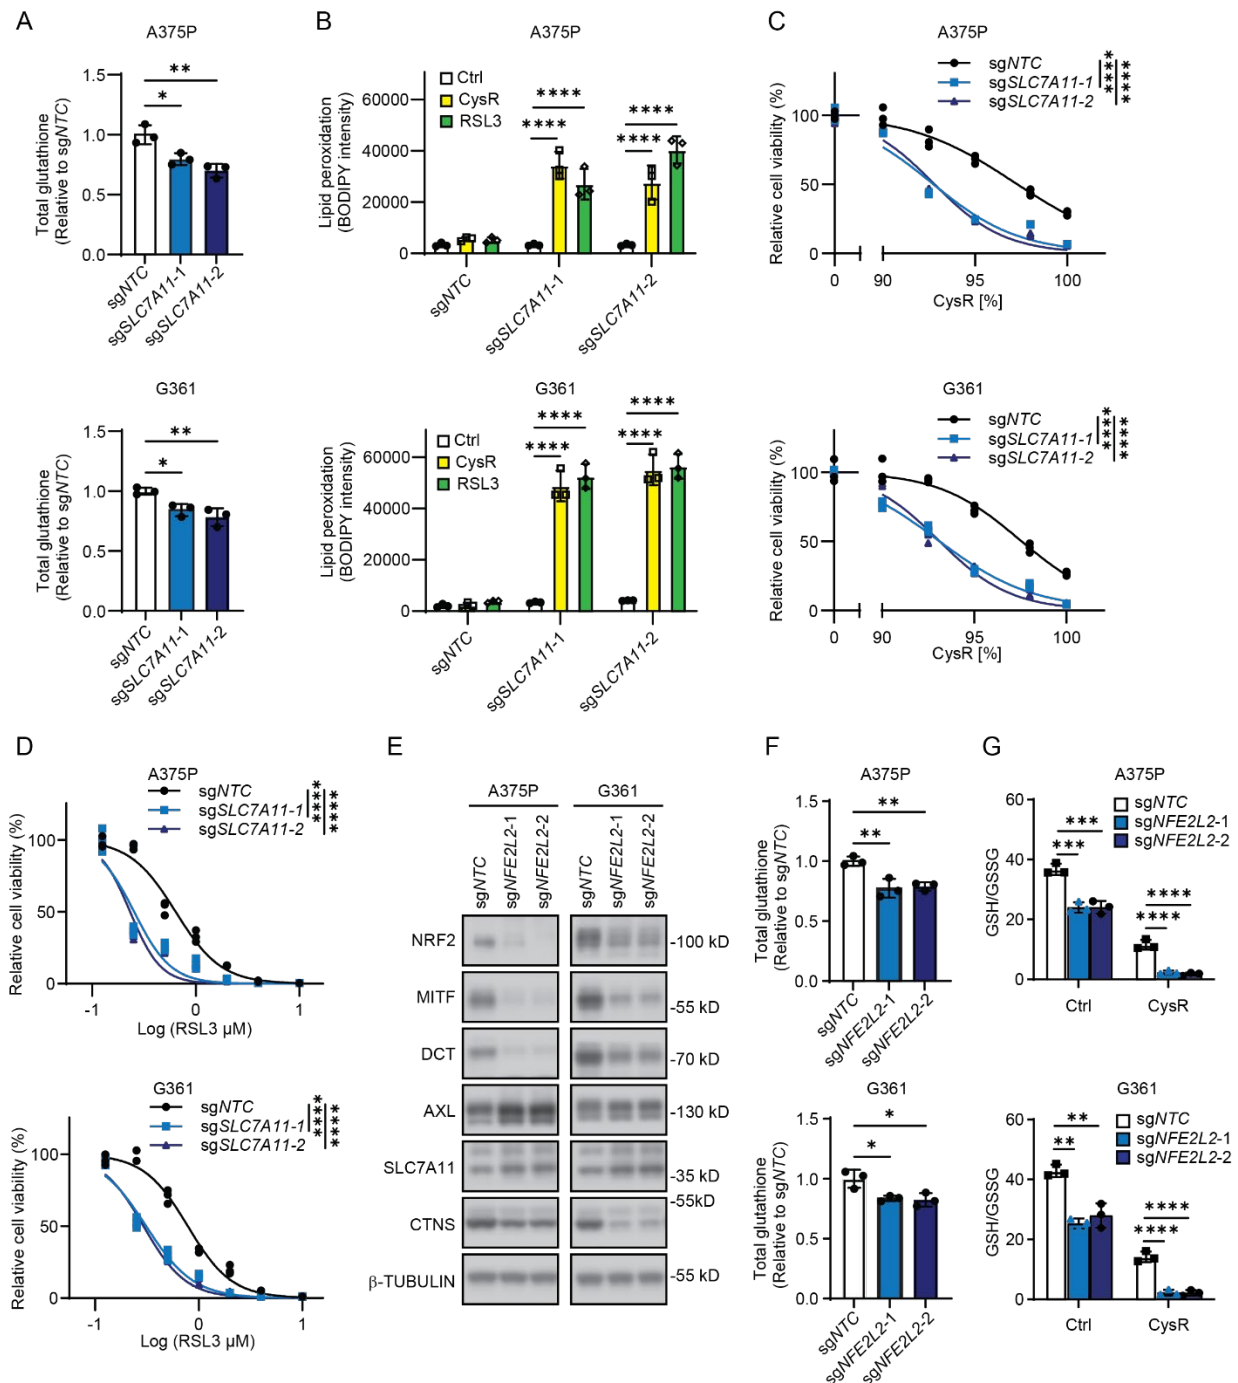 A
A375P
Total glutathione
(Relative to sgNTC)
1.5
1.0
0.5
0.0
**
*
sgNTC
sgSLC7A11-1
sgSLC7A11-2
G361
Total glutathione
(Relative to sgNTC)
1.5
1.0
0.5
0.0
**
*
sgNTC
sgSLC7A11-1
sgSLC7A11-2
B
A375P
Lipid peroxidation
(BODIPY intensity)
60000
40000
20000
0
Ctrl
CysR
RSL3
****
****
****
****
sgNTC
sgSLC7A11-1
sgSLC7A11-2
G361
Lipid peroxidation
(BODIPY intensity)
60000
40000
20000
0
Ctrl
CysR
RSL3
****
****
****
****
sgNTC
sgSLC7A11-1
sgSLC7A11-2
C
A375P
sgNTC
sgSLC7A11-1
sgSLC7A11-2
****
****
Relative cell viability (%)
100
50
0
0
90
95
100
CysR [%]
G361
sgNTC
sgSLC7A11-1
sgSLC7A11-2
****
****
Relative cell viability (%)
100
50
0
0
90
95
100
CysR [%]
D
A375P
sgNTC
sgSLC7A11-1
sgSLC7A11-2
****
****
Relative cell viability (%)
100
50
0
-1
0
1
Log (RSL3 µM)
G361
sgNTC
sgSLC7A11-1
sgSLC7A11-2
****
****
Relative cell viability (%)
100
50
0
-1
0
1
Log (RSL3 µM)
E
A375P
G361
sgNTC
sgNFE2L2-1
sgNFE2L2-2
sgNTC
sgNFE2L2-1
sgNFE2L2-2
NRF2
-100 kD
MITF
-55 kD
DCT
-70 kD
AXL
-130 kD
SLC7A11
-35 kD
-55kD
CTNS
β-TUBULIN
-55 kD
F
A375P
Total glutathione
(Relative to sgNTC)
1.5
1.0
0.5
0.0
**
**
sgNTC
sgNFE2L2-1
sgNFE2L2-2
G361
Total glutathione
(Relative to sgNTC)
1.5
1.0
0.5
0.0
*
*
sgNTC
sgNFE2L2-1
sgNFE2L2-2
G
A375P
GSH/GSSG
60
40
20
0
sgNTC
sgNFE2L2-1
sgNFE2L2-2
***
***
****
****
Ctrl
CysR
G361
GSH/GSSG
60
40
20
0
sgNTC
sgNFE2L2-1
sgNFE2L2-2
**
**
****
****
Ctrl
CysR